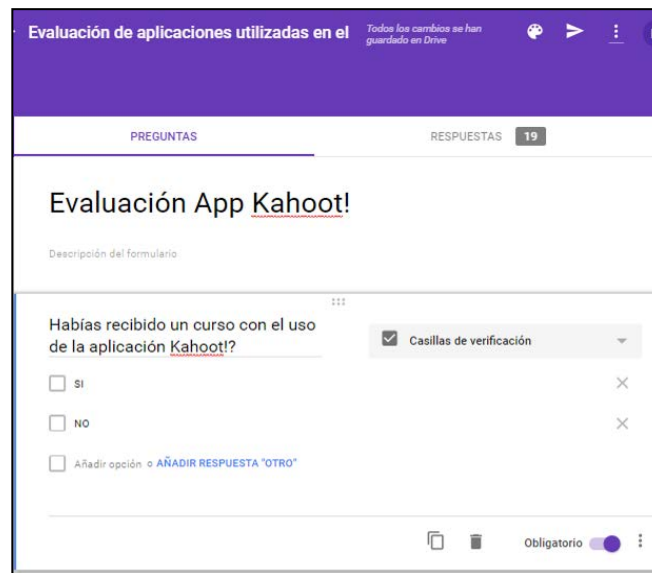 Evaluación de aplicaciones utilizadas en el
Todos los cambios se han
guardado en Drive
PREGUNTAS
RESPUESTAS 19
Evaluación App Kahoot!
Descripción del formulario
Habías recibido un curso con el uso
de la aplicación Kahoot!?
Casillas de verificación
SI
NO
Añadir opción o AÑADIR RESPUESTA "OTRO"
Obligatorio